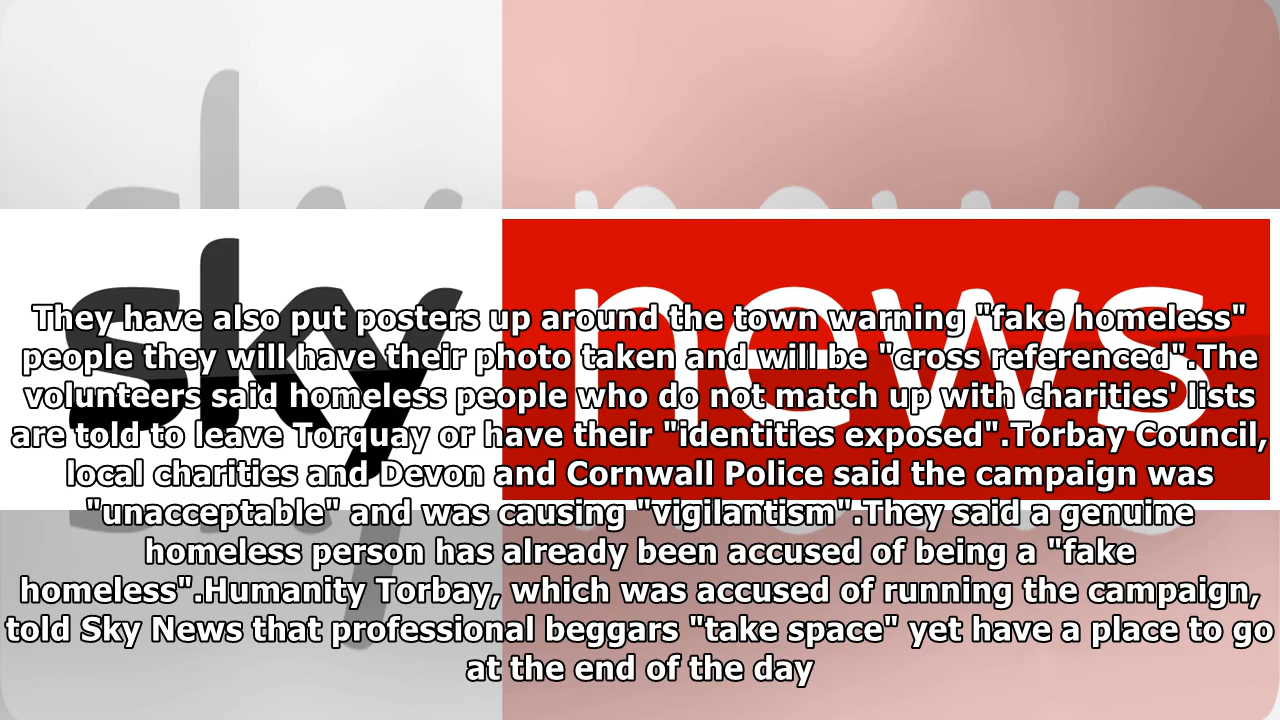 sky news
sky news
They have also put posters up around the town warning "fake homeless"
people they will have their photo taken and will be "cross referenced".The
volunteers said homeless people who do not match up with charities' lists
are told to leave Torquay or have their "identities exposed".Torbay Council,
local charities and Devon and Cornwall Police said the campaign was
"unacceptable" and was causing "vigilantism".They said a genuine
homeless person has already been accused of being a "fake
homeless".Humanity Torbay, which was accused of running the campaign,
told Sky News that professional beggars "take space" yet have a place to go
at the end of the day